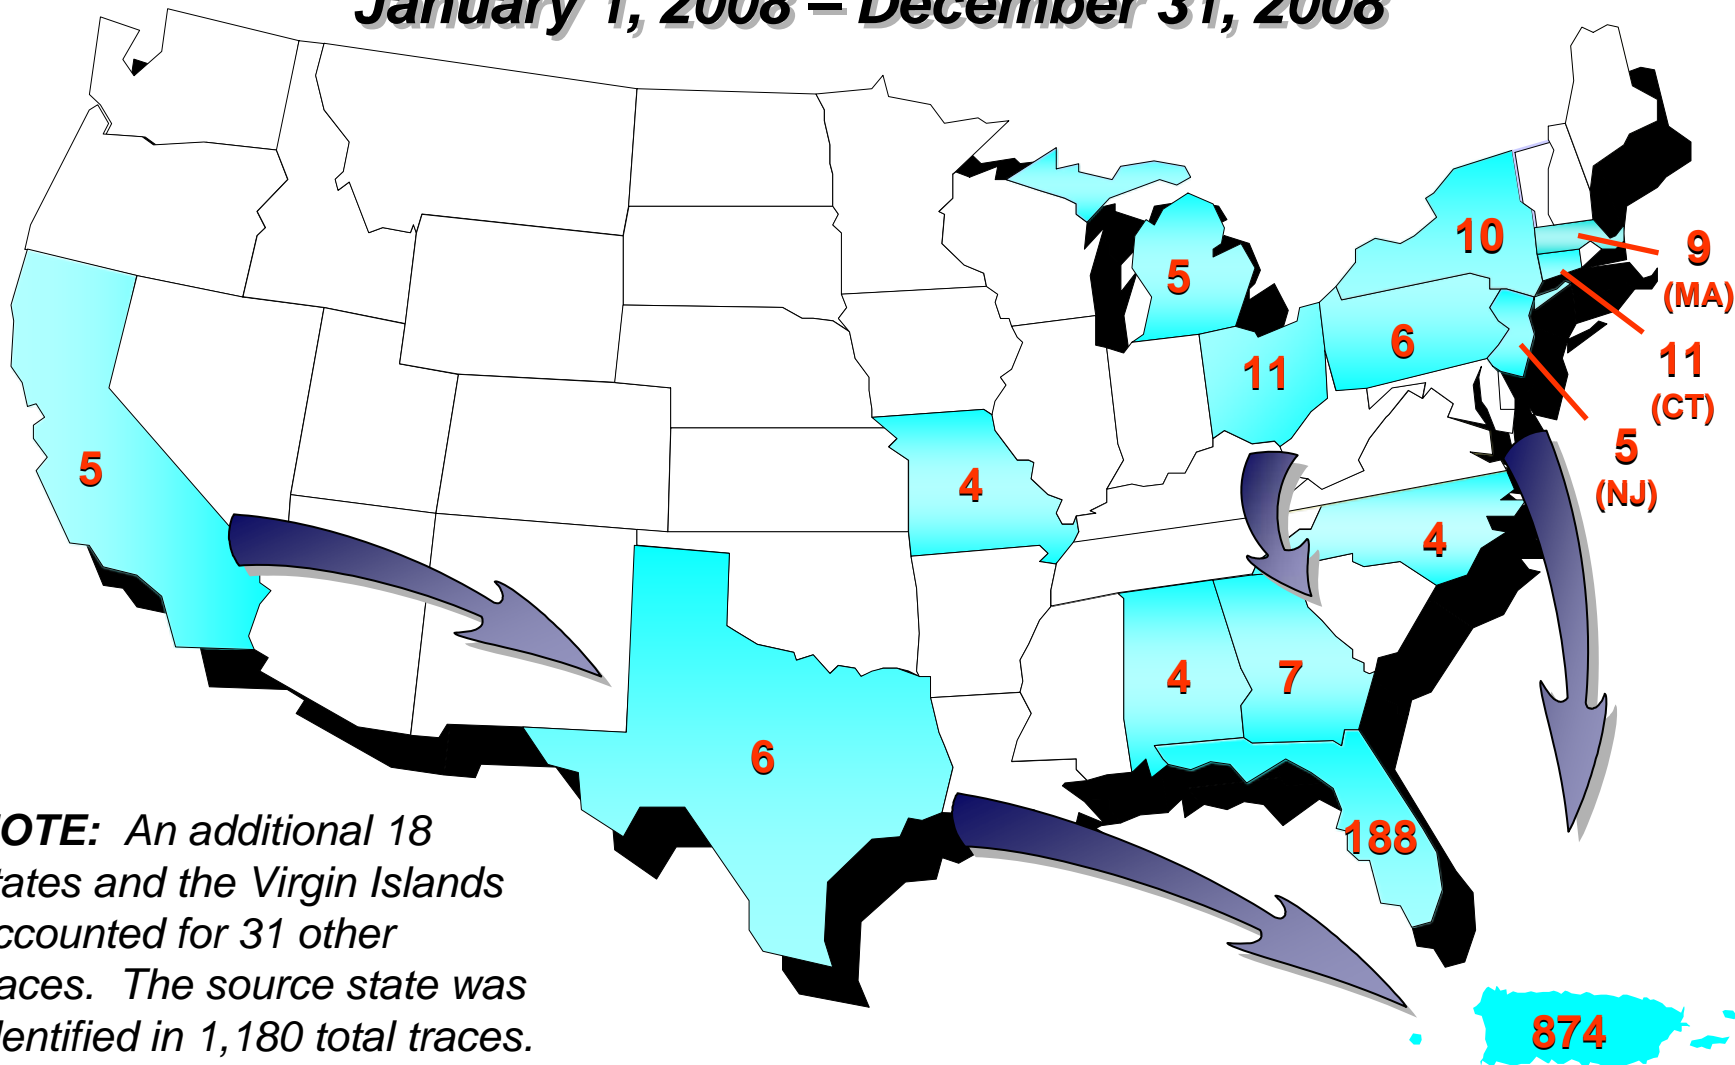 January 1, 2008 – December 31, 2008
10
9
(MA)
5
6
11
11
(CT)
5
(NJ)
5
4
4
4
7
6
188
OTE: An additional 18
tates and the Virgin Islands
ccounted for 31 other
aces. The source state was
dentified in 1,180 total traces.
874